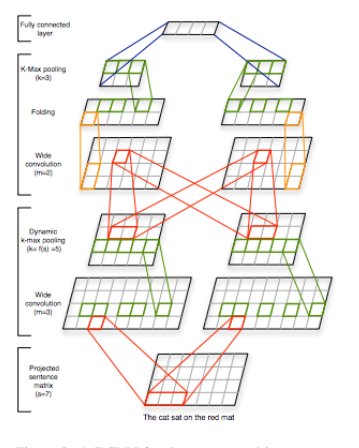 Fully connected
layer
K-Max pooling
(k=3)
Folding
Wide
convolution
(m=2)
Dynamic
k-max pooling
(k= f(s) =5)
Wide
convolution
(m=3)
Projected
sentence
matrix
(s=7)
The cat sat on the red mat